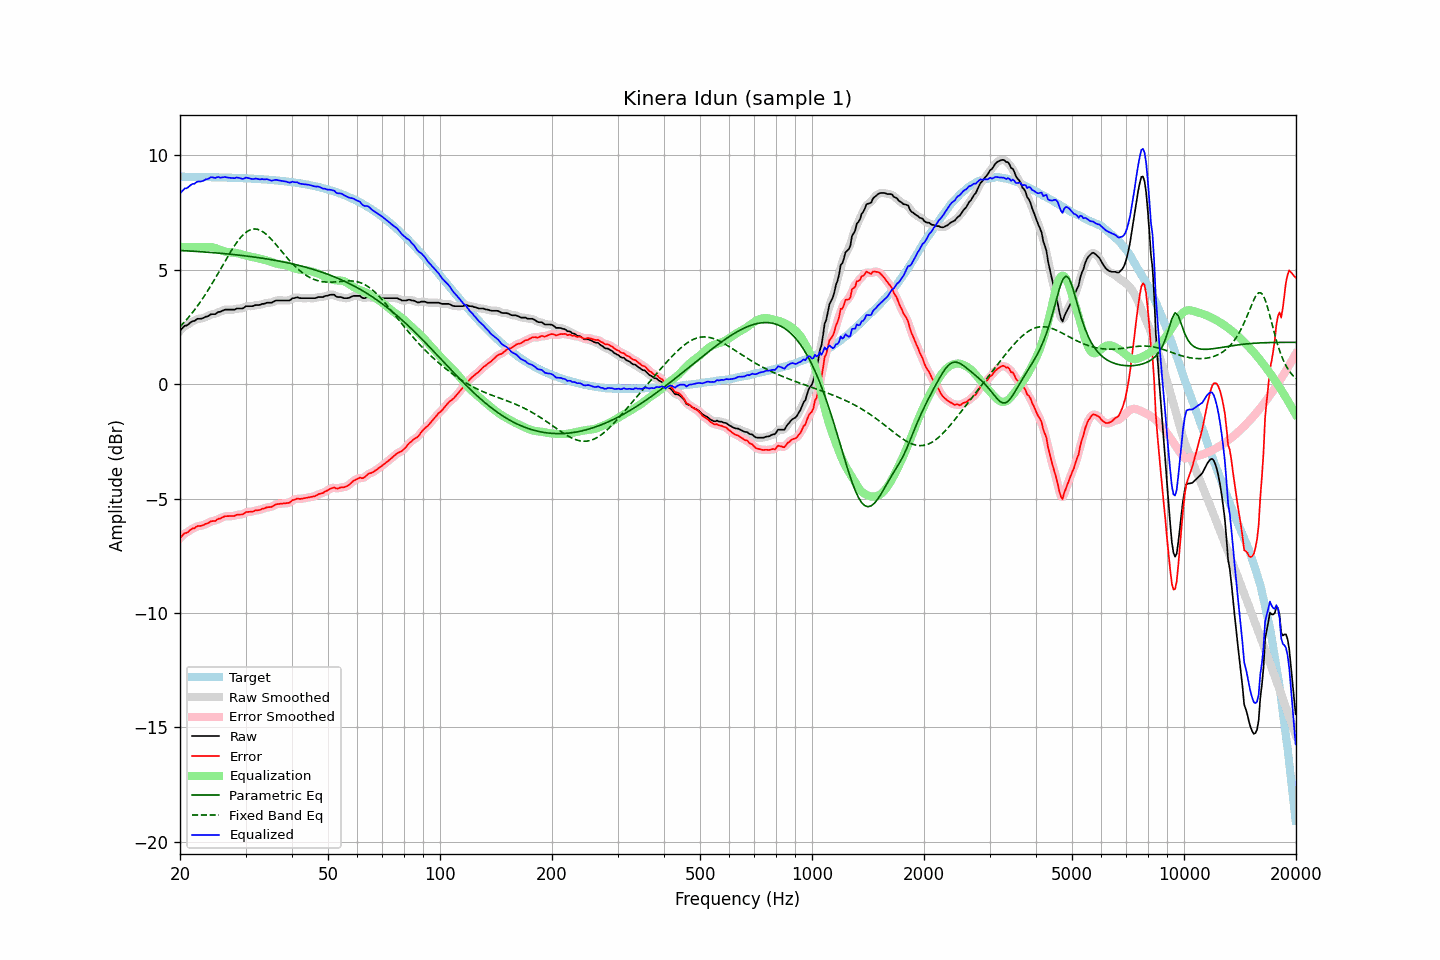 Kinera Idun (sample 1)
Amplitude (dBr)
10
5
0
−5
−10
−15
−20
Target
Raw Smoothed
Error Smoothed
Raw
Error
Equalization
Parametric Eq
Fixed Band Eq
Equalized
20 50 100 200 500 1000 2000 5000 10000 20000
Frequency (Hz)